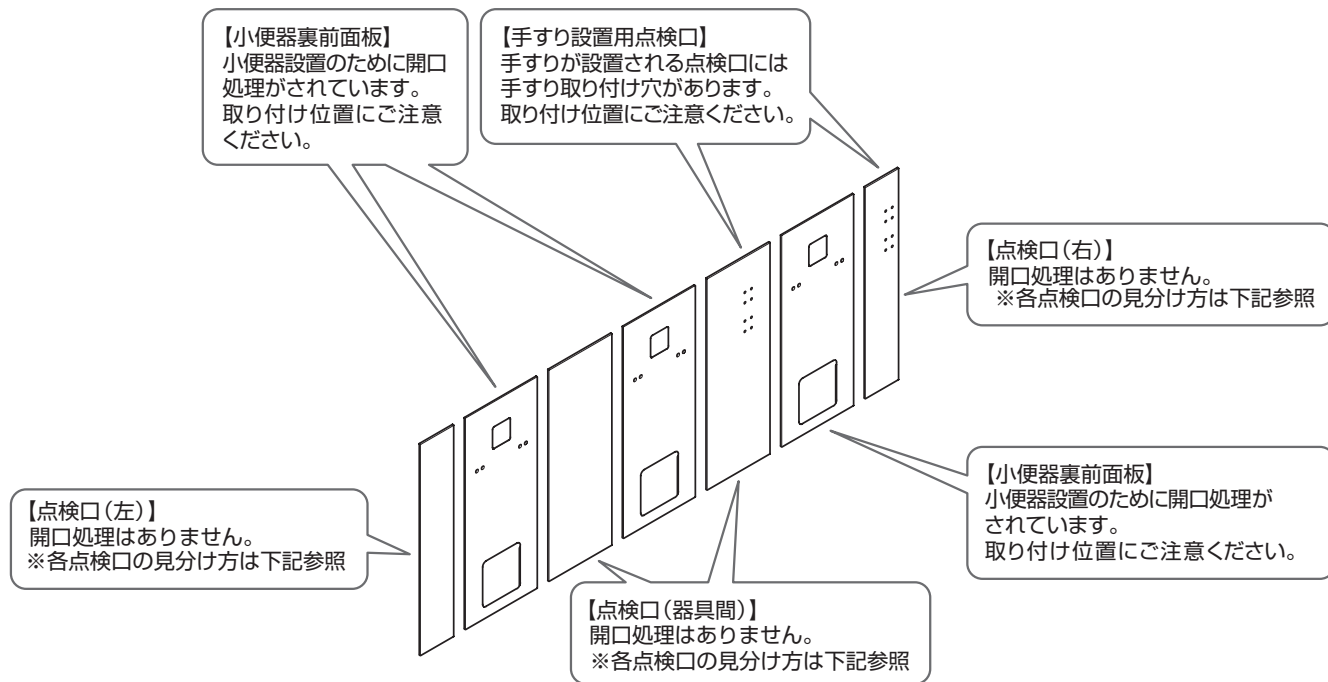 【小便器裏前面板】
小便器設置のために開口
処理がされています。
取り付け位置にご注意
ください。
【手すり設置用点検口】
手すりが設置される点検口には
手すり取り付け穴があります。
取り付け位置にご注意ください。
【点検口(右)】
開口処理はありません。
※各点検口の見分け方は下記参照
【小便器裏前面板】
小便器設置のために開口処理が
されています。
取り付け位置にご注意ください。
【点検口(左)】
開口処理はありません。
※各点検口の見分け方は下記参照
【点検口(器具間)】
開口処理はありません。
※各点検口の見分け方は下記参照